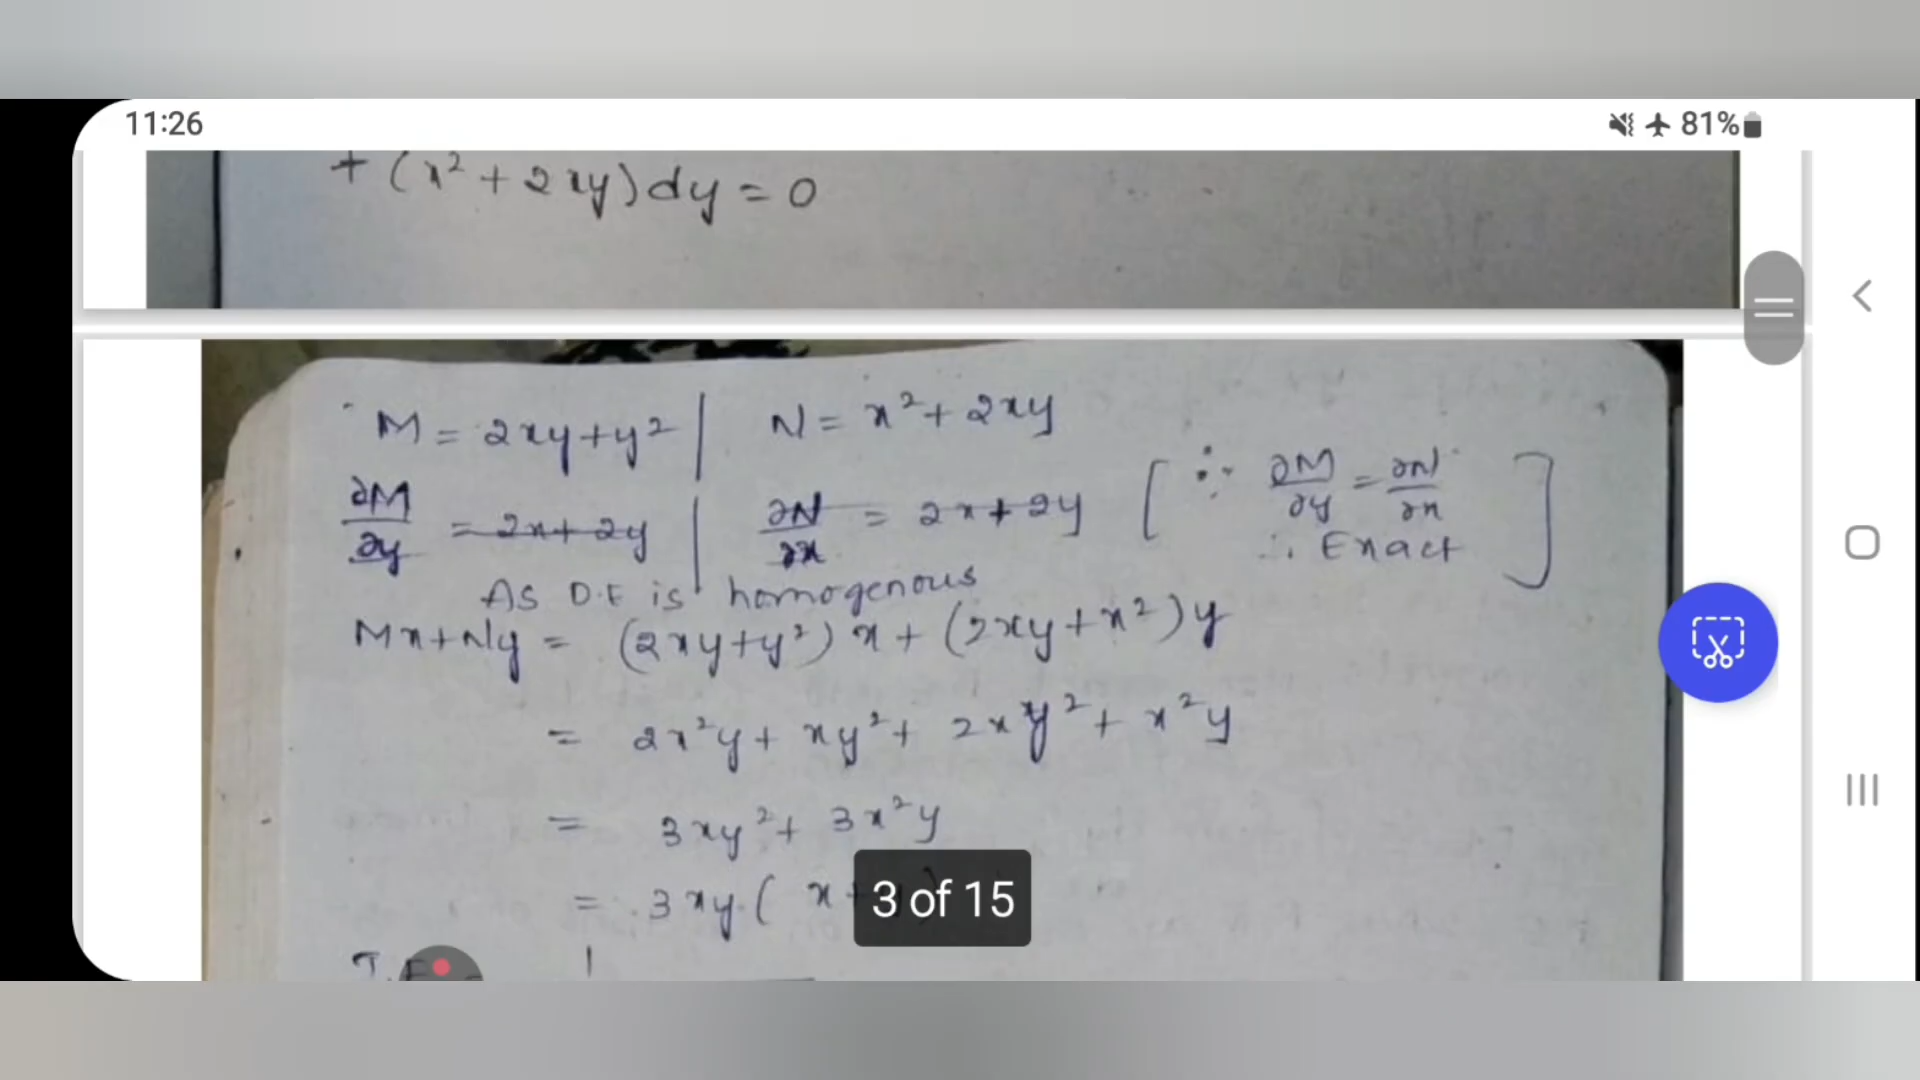 11:26
81%
+ (x² + 2xy)dy = 0
M = 2xy+y² | N = x² + 2xy
∂M/∂y = 2x+2y | ∂N/∂x = 2x+2y [∵ ∂M/∂y = ∂N/∂x
∴ Exact ]
As D.E is homogenous
Mx+Ny = (2xy+y²)x + (2xy+x²)y
= 2x²y + xy² + 2xy² + x²y
= 3xy² + 3x²y
= 3xy( x+
3 of 15